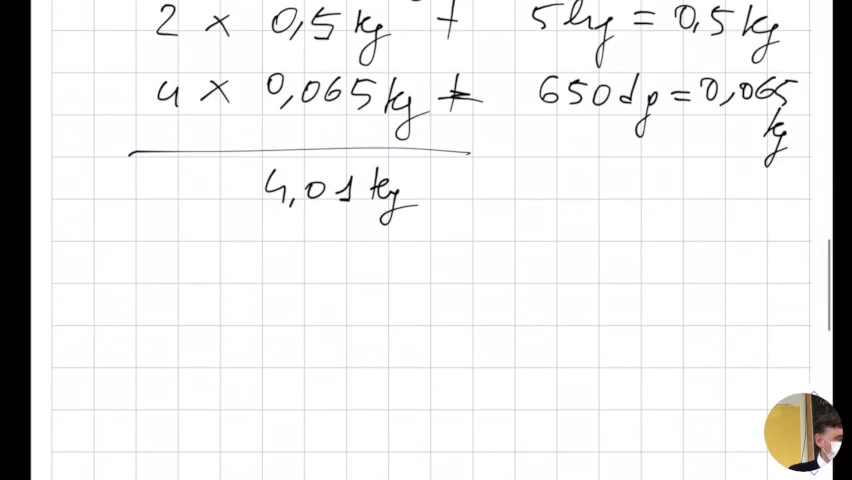 2 × 0,5 kg + 5 hg = 0,5 kg
4 × 0,065 kg = 650 dg = 0,065
kg
4,01 kg